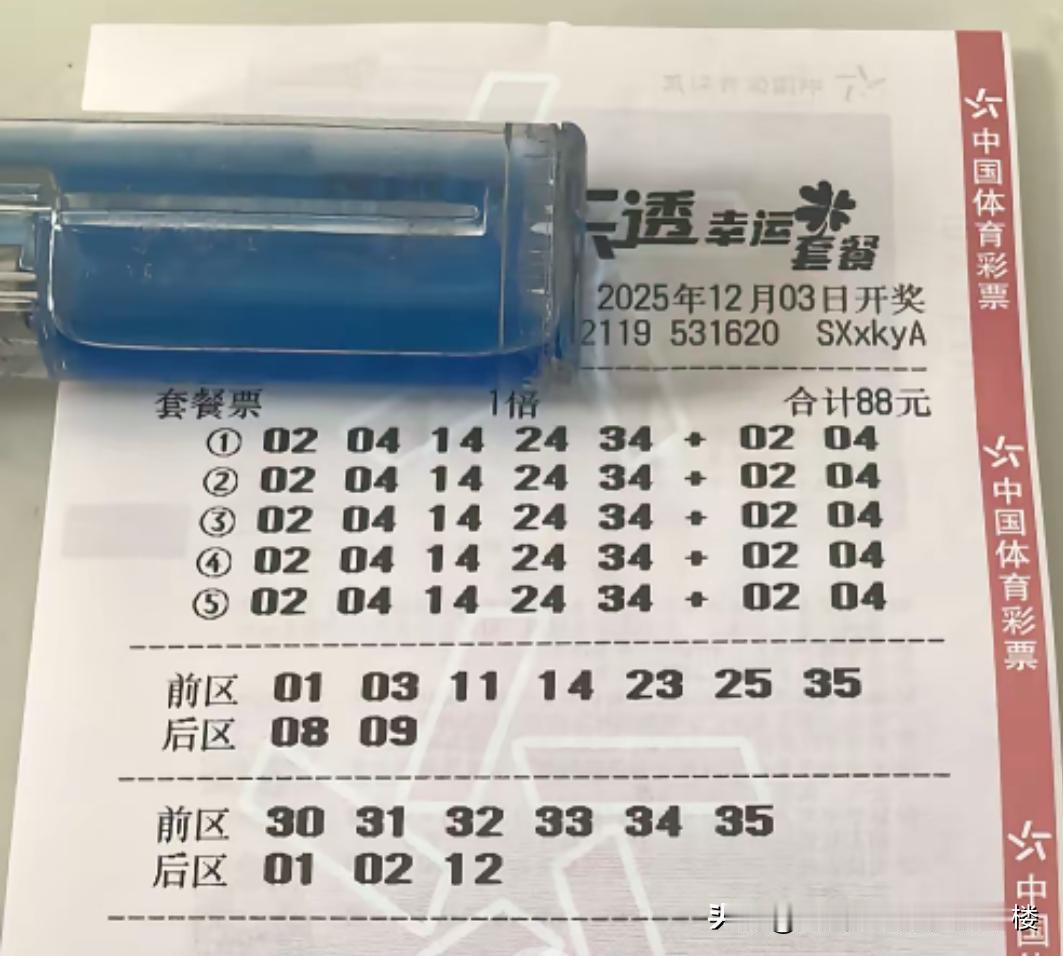 透 幸运套餐
2025年12月03日开奖
2119 531620 SXxkyA
套餐票 1倍 合计88元
① 02 04 14 24 34 + 02 04
② 02 04 14 24 34 + 02 04
③ 02 04 14 24 34 + 02 04
④ 02 04 14 24 34 + 02 04
⑤ 02 04 14 24 34 + 02 04
前区 01 03 11 14 23 25 35
后区 08 09
前区 30 31 32 33 34 35
后区 01 02 12
中国体育彩票
中国体育彩票
中国
头
楼